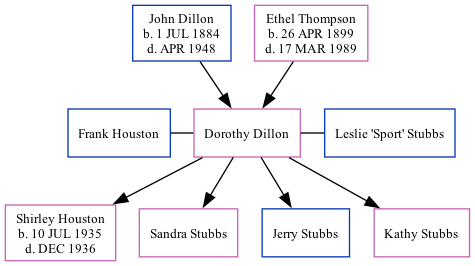 John Dillon
b. 1 JUL 1884
d. APR 1948
Ethel Thompson
b. 26 APR 1899
d. 17 MAR 1989
Frank Houston
Dorothy Dillon
Leslie 'Sport' Stubbs
Shirley Houston
b. 10 JUL 1935
d. DEC 1936
Sandra Stubbs
Jerry Stubbs
Kathy Stubbs